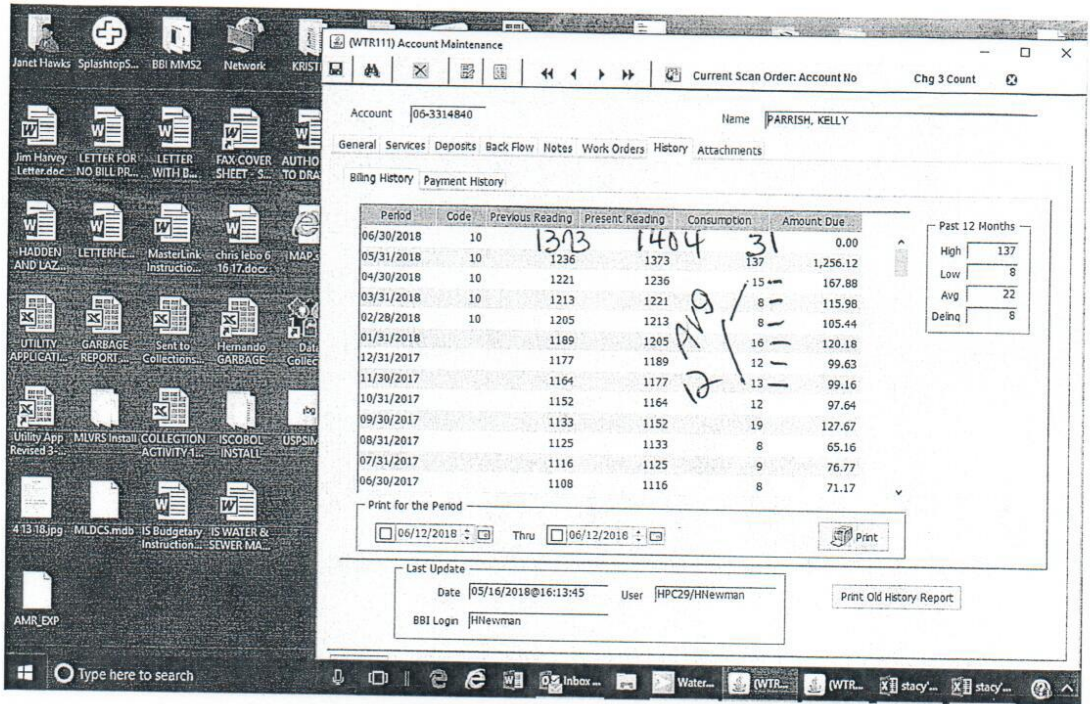 (WTR111) Account Maintenance
Janet Hawks SplashtopS... BBI MMS2 Network KRISTI
Current Scan Order: Account No Chg 3 Count
Account 06-3314840 Name PARRISH, KELLY
General Services Deposits Back Flow Notes Work Orders History Attachments
Jim Harvey Letter.doc LETTER FOR NO BILL PR... LETTER WITH B... FAX COVER SHEET - S... AUTHO TO DRA
Billing History Payment History
Period Code Previous Reading Present Reading Consumption Amount Due
06/30/2018 10 1373 1404 31 0.00
05/31/2018 10 1236 1373 137 1,256.12
04/30/2018 10 1221 1236 15 167.88
03/31/2018 10 1213 1221 8 115.98
02/28/2018 10 1205 1213 8 105.44
01/31/2018 1189 1205 16 120.18
12/31/2017 1177 1189 12 99.63
11/30/2017 1164 1177 13 99.16
10/31/2017 1152 1164 12 97.64
09/30/2017 1133 1152 19 127.67
08/31/2017 1125 1133 8 65.16
07/31/2017 1116 1125 9 76.77
06/30/2017 1108 1116 8 71.17
12 Avg
Past 12 Months
High 137
Low 8
Avg 22
Delinq 8
HADDEN AND LAZ... LETTERHE... MasterLink Instructio... chris lebo 6 16 17.docx MAP.
UTILITY APPLICATI... GARBAGE REPORT... Sent to Collections... Hernando GARBAGE Data Collec
Utility App Revised 3-... MLVRS Install COLLEGTION ACTIVITY 1... ISCOBOL INSTALL USPSIM
Print for the Period
06/12/2018 Thru 06/12/2018 Print
4 13 18.jpg MLDCS.mdb IS Budgetary Instruction... IS WATER & SEWER MA...
Last Update
Date 05/16/2018@16:13:45 User HPC29/HNewman
BBI Login HNewman
Print Old History Report
AMR_EXP
Type here to search Inbox ... Water... (WTR... (WTR... stacy'... stacy'...